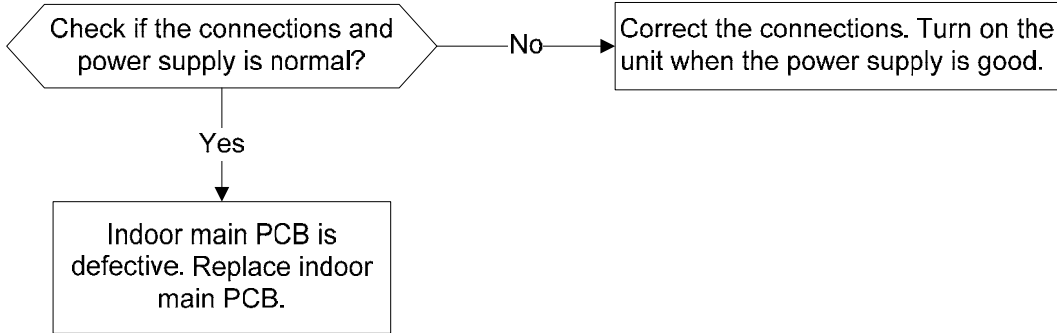 Check if the connections and
power supply is normal?
No
Correct the connections. Turn on the
unit when the power supply is good.
Yes
Indoor main PCB is
defective. Replace indoor
main PCB.